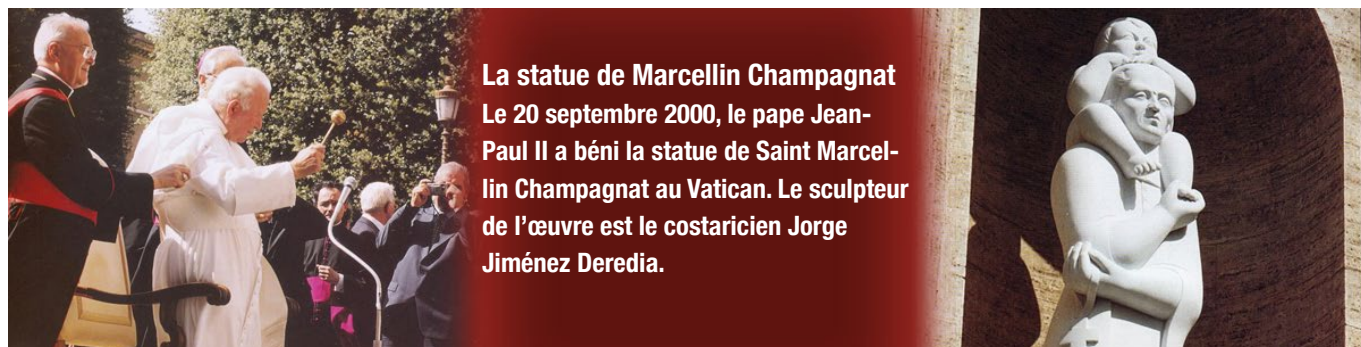 La statue de Marcellin Champagnat
Le 20 septembre 2000, le pape Jean-
Paul II a béni la statue de Saint Marcel-
lin Champagnat au Vatican. Le sculpteur
de l’œuvre est le costaricien Jorge
Jiménez Deredia.